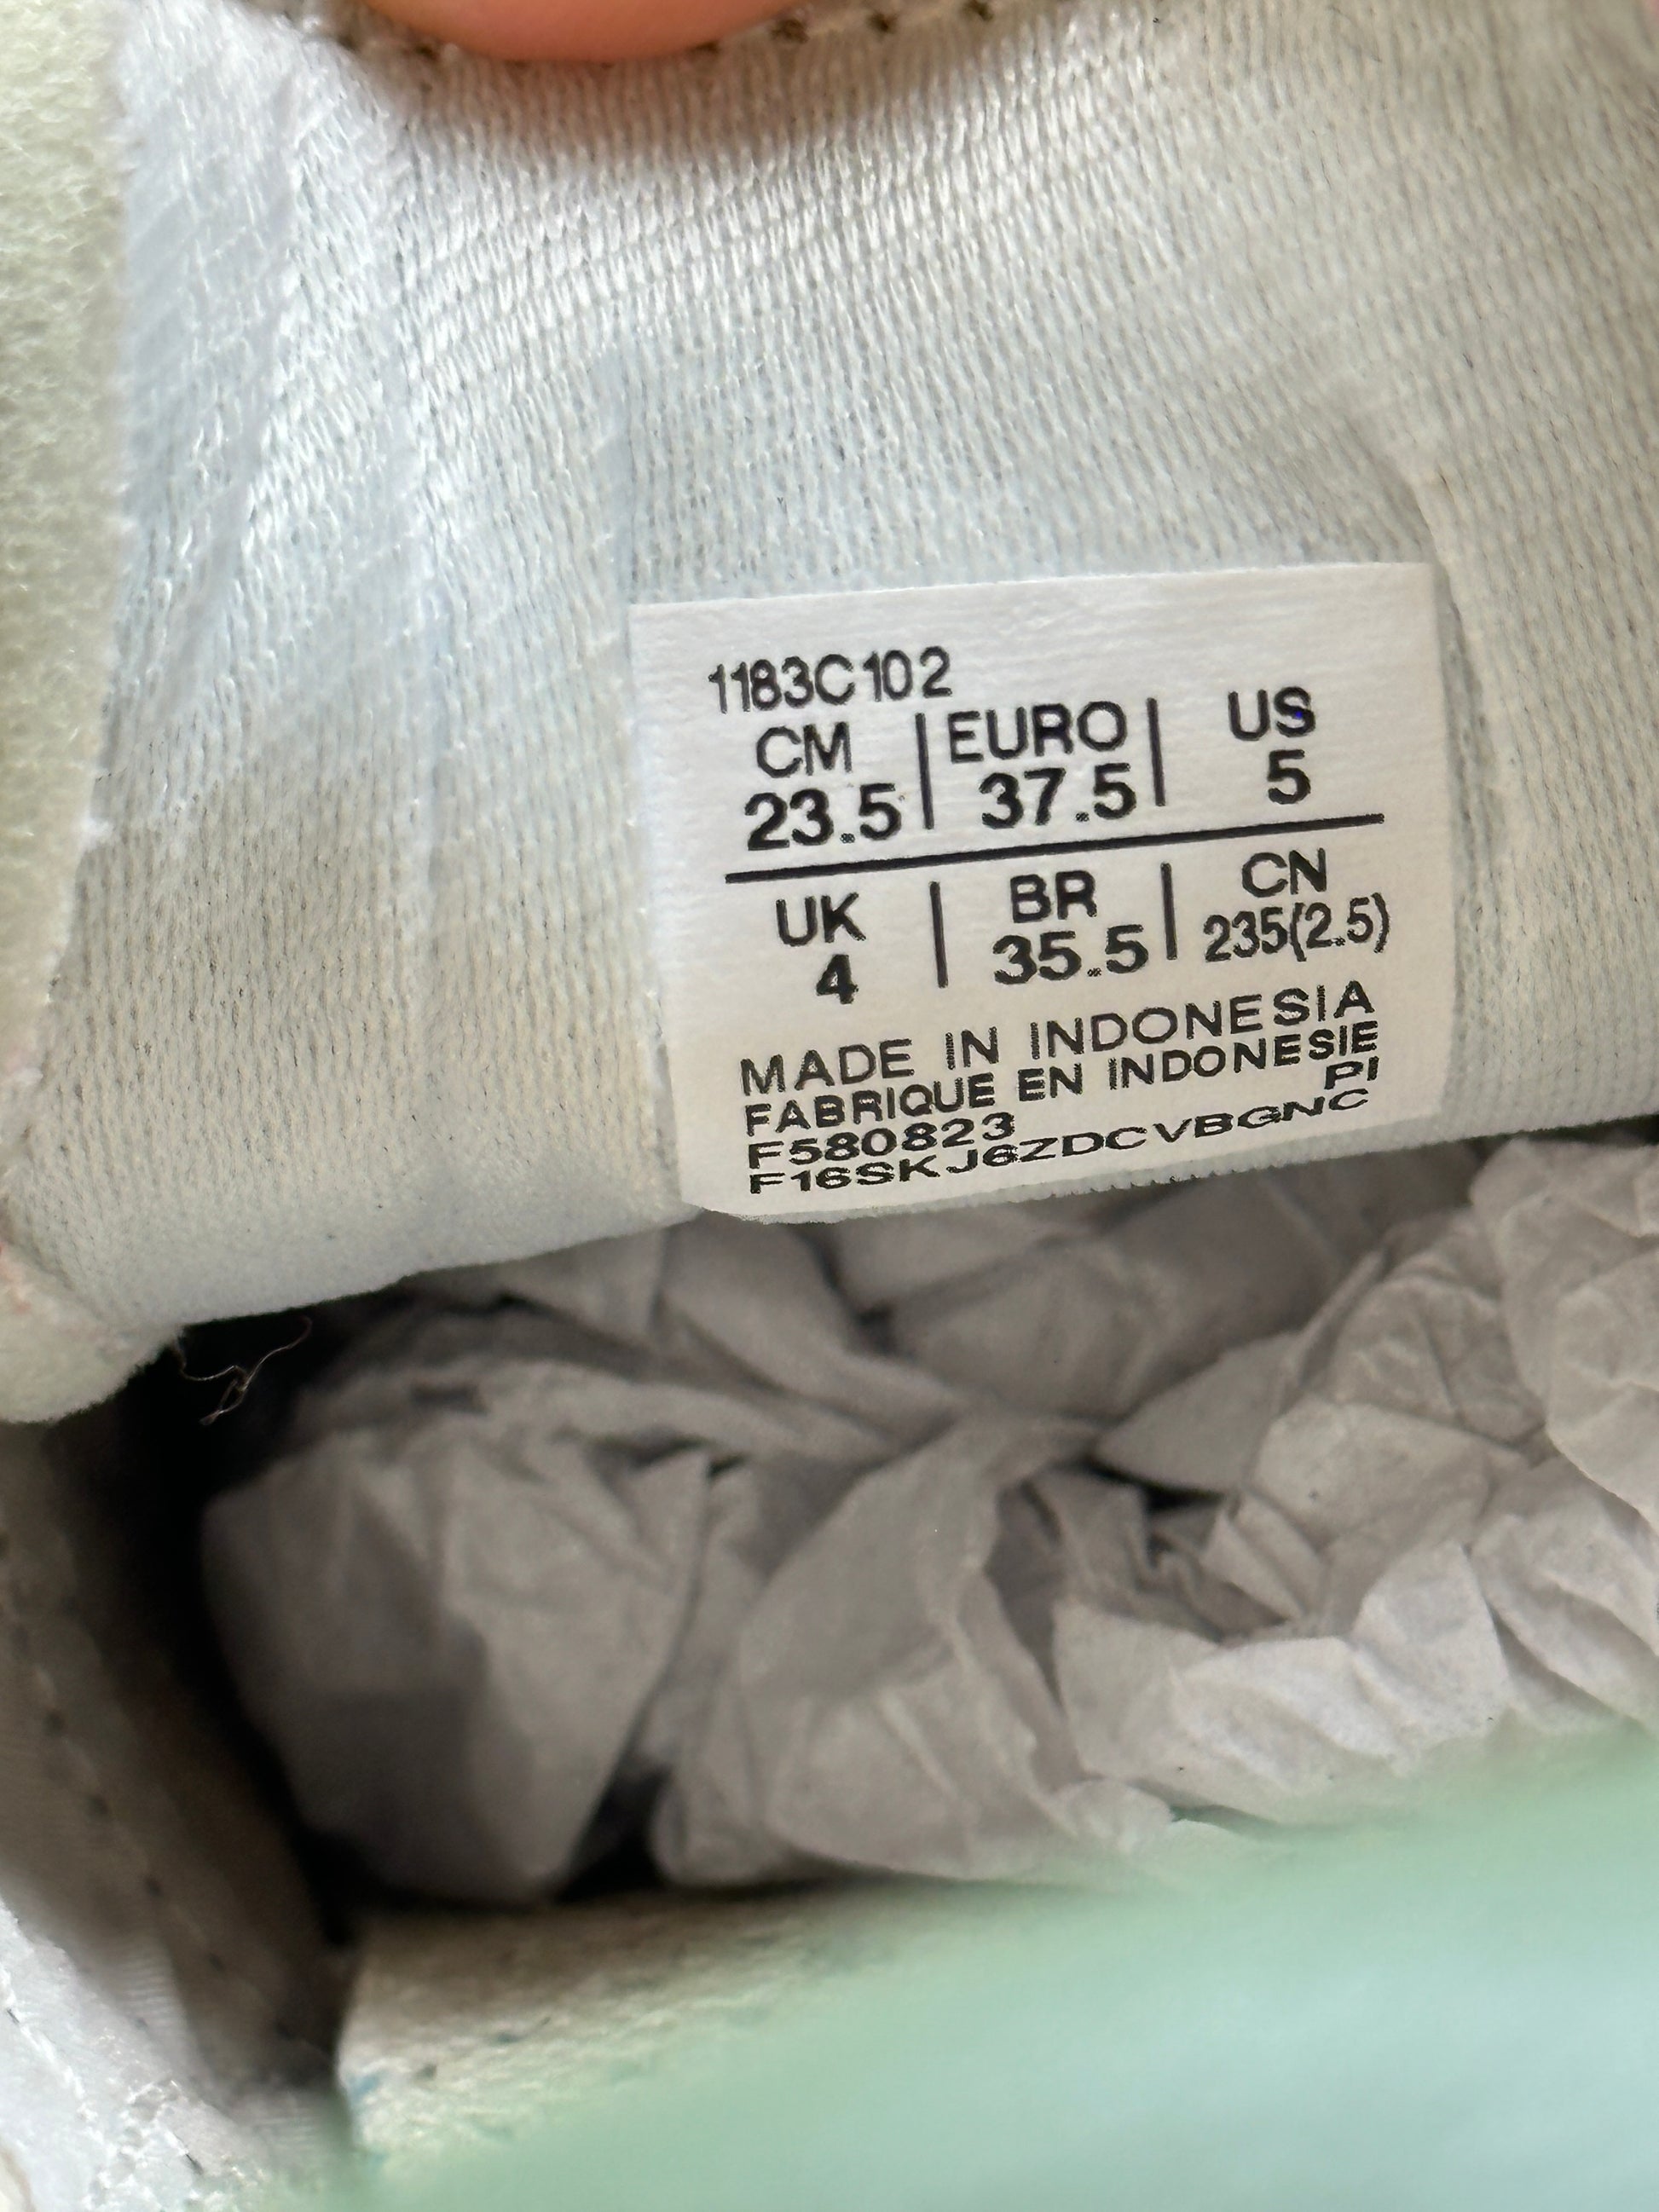 1183C102
CM | EURO | US
23.5 | 37.5 | 5
UK | BR | CN
4 | 35.5 | 235(2.5)
MADE IN INDONESIA
FABRIQUE EN INDONESIE
PI
F580823
F16SKJ6ZDCVBGNC